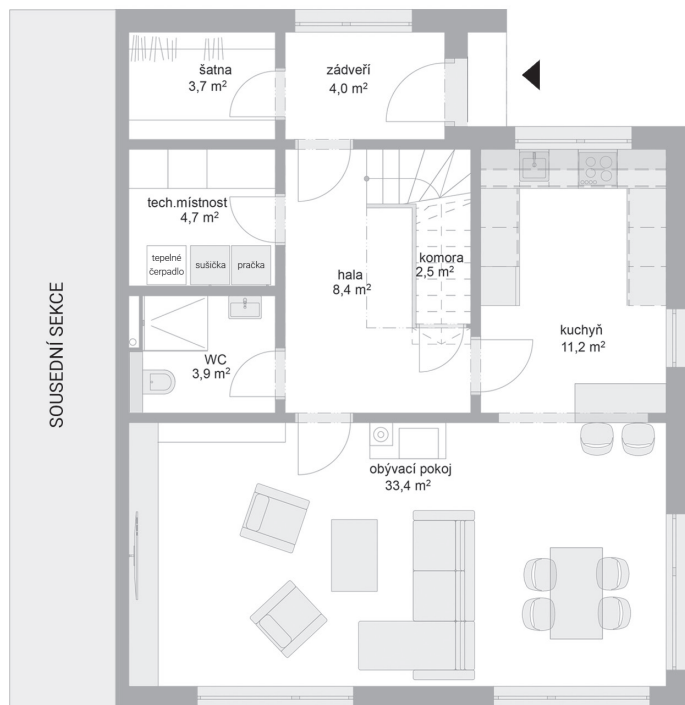 šatna
3,7 m²
zádveří
4,0 m²
tech.místnost
4,7 m²
tepelné
čerpadlo
sušička
pračka
hala
8,4 m²
komora
2,5 m²
kuchyň
11,2 m²
WC
3,9 m²
SOUSEDNÍ SEKCE
obývací pokoj
33,4 m²